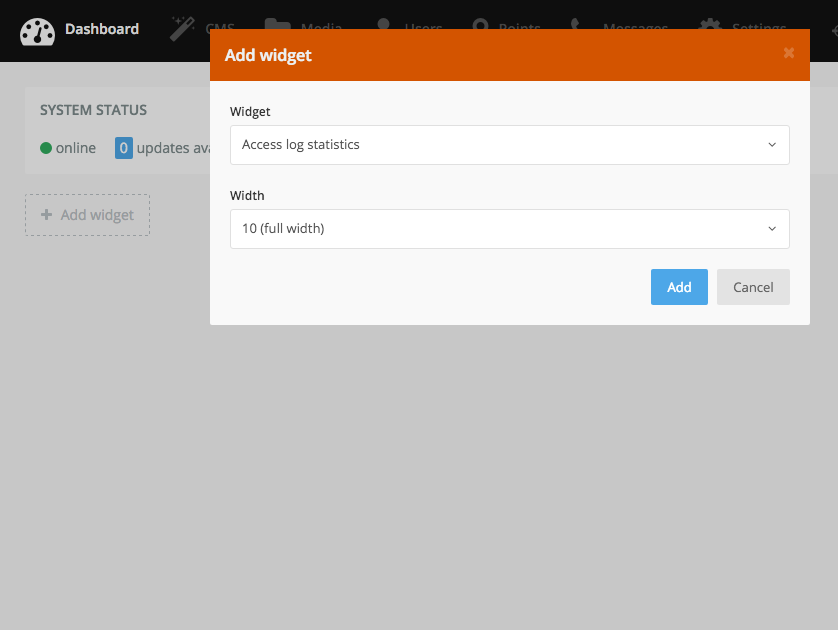 Dashboard
CMS
Media
Users
Points
Messages
Settings
Add widget
SYSTEM STATUS
online
0 updates ava
Add widget
Widget
Access log statistics
Width
10 (full width)
Add
Cancel